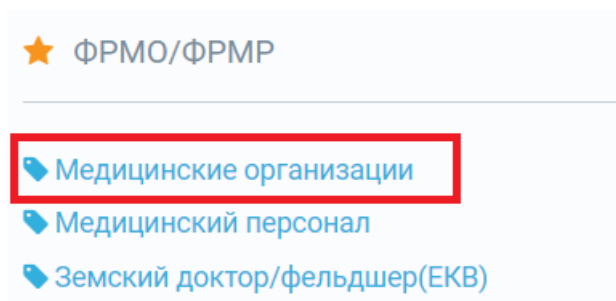 ФРМО/ФРМР
Медицинские организации
Медицинский персонал
Земский доктор/фельдшер(ЕКВ)